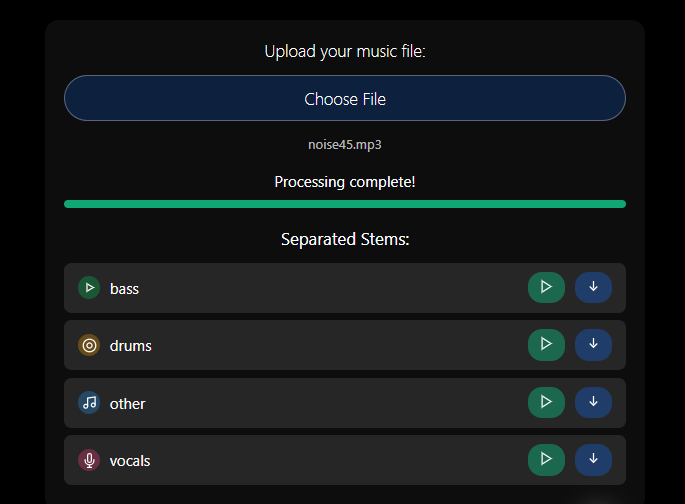 Upload your music file:
Choose File
noise45.mp3
Processing complete!
Separated Stems:
bass
drums
other
vocals